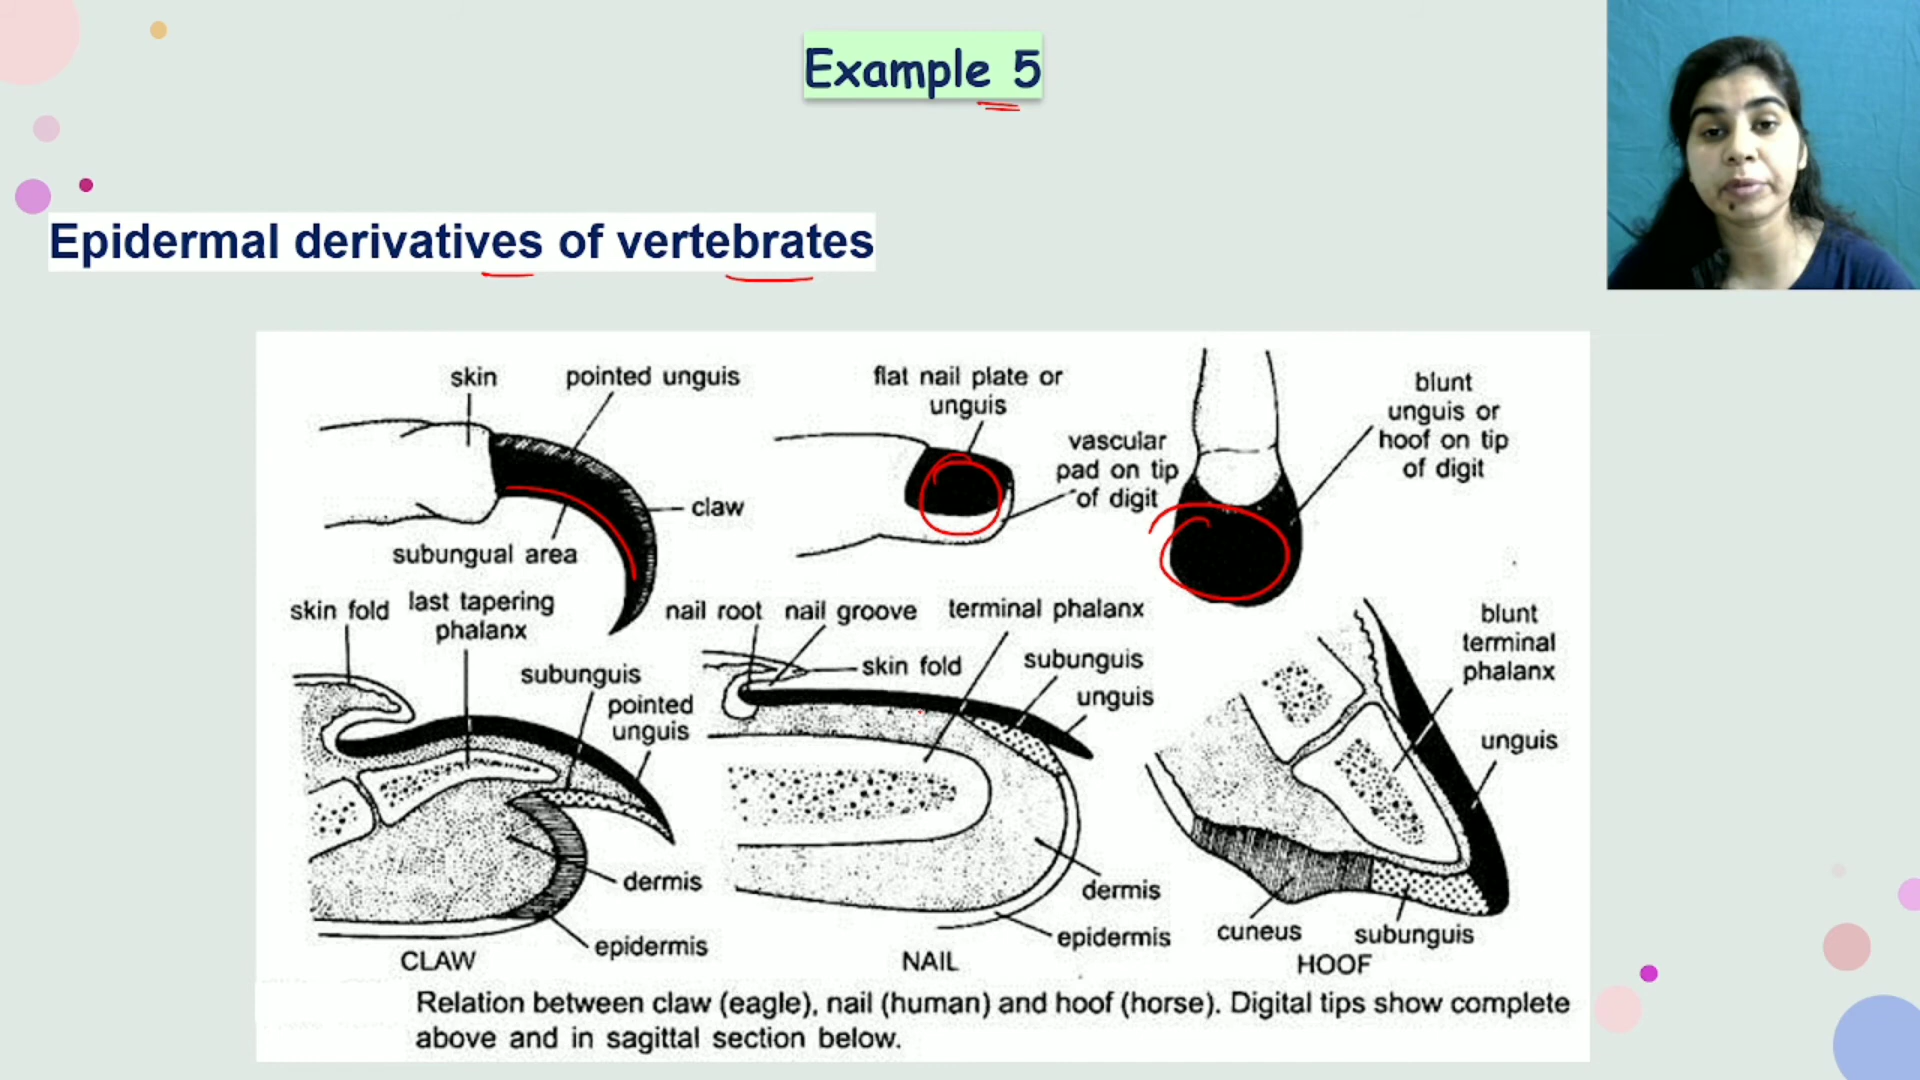 Example 5
Epidermal derivatives of vertebrates
skin
pointed unguis
claw
subungual area
flat nail plate or
unguis
vascular
pad on tip
of digit
blunt
unguis or
hoof on tip
of digit
skin fold
last tapering
phalanx
subunguis
pointed
unguis
dermis
epidermis
CLAW
nail root
nail groove
terminal phalanx
skin fold
subunguis
unguis
dermis
epidermis
NAIL
blunt
terminal
phalanx
unguis
cuneus
subunguis
HOOF
Relation between claw (eagle), nail (human) and hoof (horse). Digital tips show complete
above and in sagittal section below.